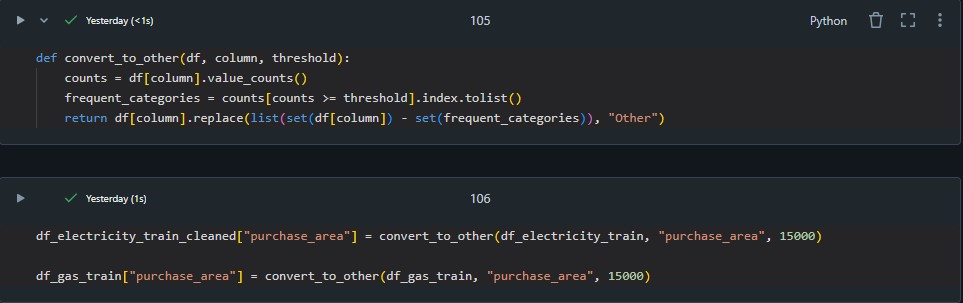 Yesterday (<1s)
105
Python
def convert_to_other(df, column, threshold):
counts = df[column].value_counts()
frequent_categories = counts[counts >= threshold].index.tolist()
return df[column].replace(list(set(df[column]) - set(frequent_categories)), "Other")
Yesterday (1s)
106
df_electricity_train_cleaned["purchase_area"] = convert_to_other(df_electricity_train, "purchase_area", 15000)
df_gas_train["purchase_area"] = convert_to_other(df_gas_train, "purchase_area", 15000)